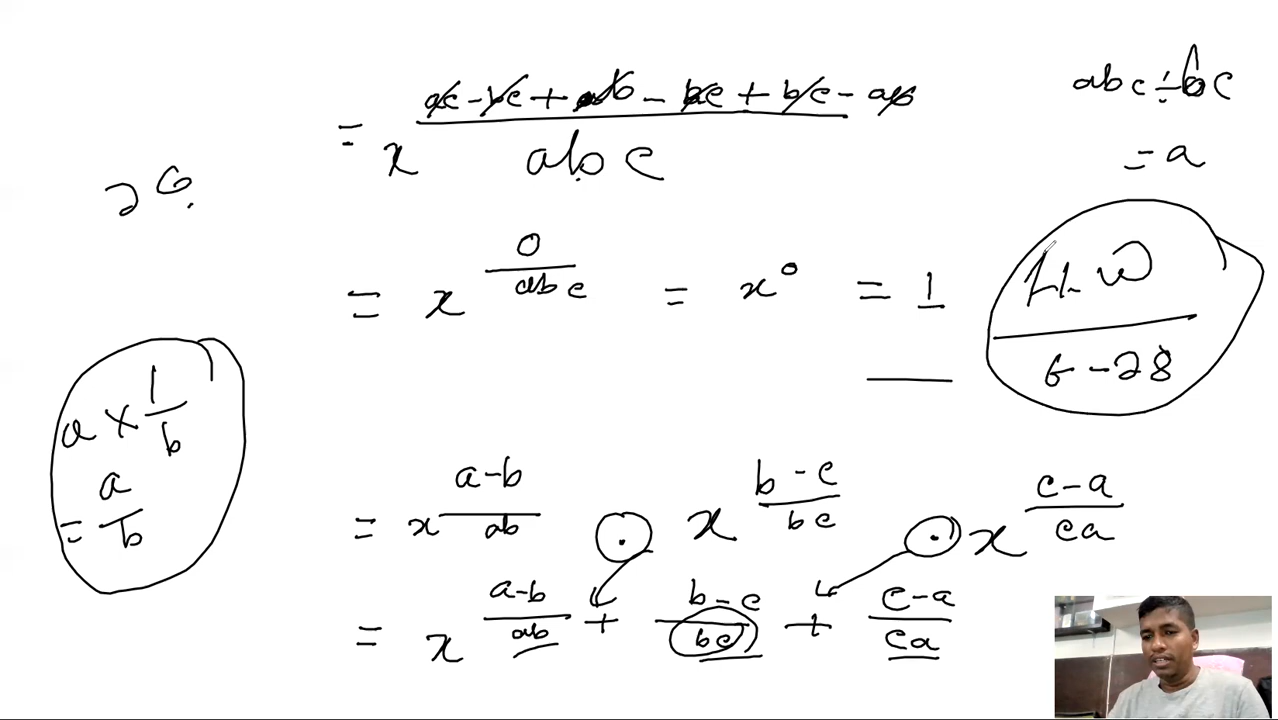 = x^((ac - bc + ab - ac + bc - ab)/(abc))
abc ÷ bc
= a
26.
= x^(0/(abc)) = x^0 = 1
H.W
6-28
a × 1/b
= a/b
= x^((a-b)/(ab)) · x^((b-c)/(bc)) · x^((c-a)/(ca))
= x^((a-b)/(ab) + (b-c)/(bc) + (c-a)/(ca))